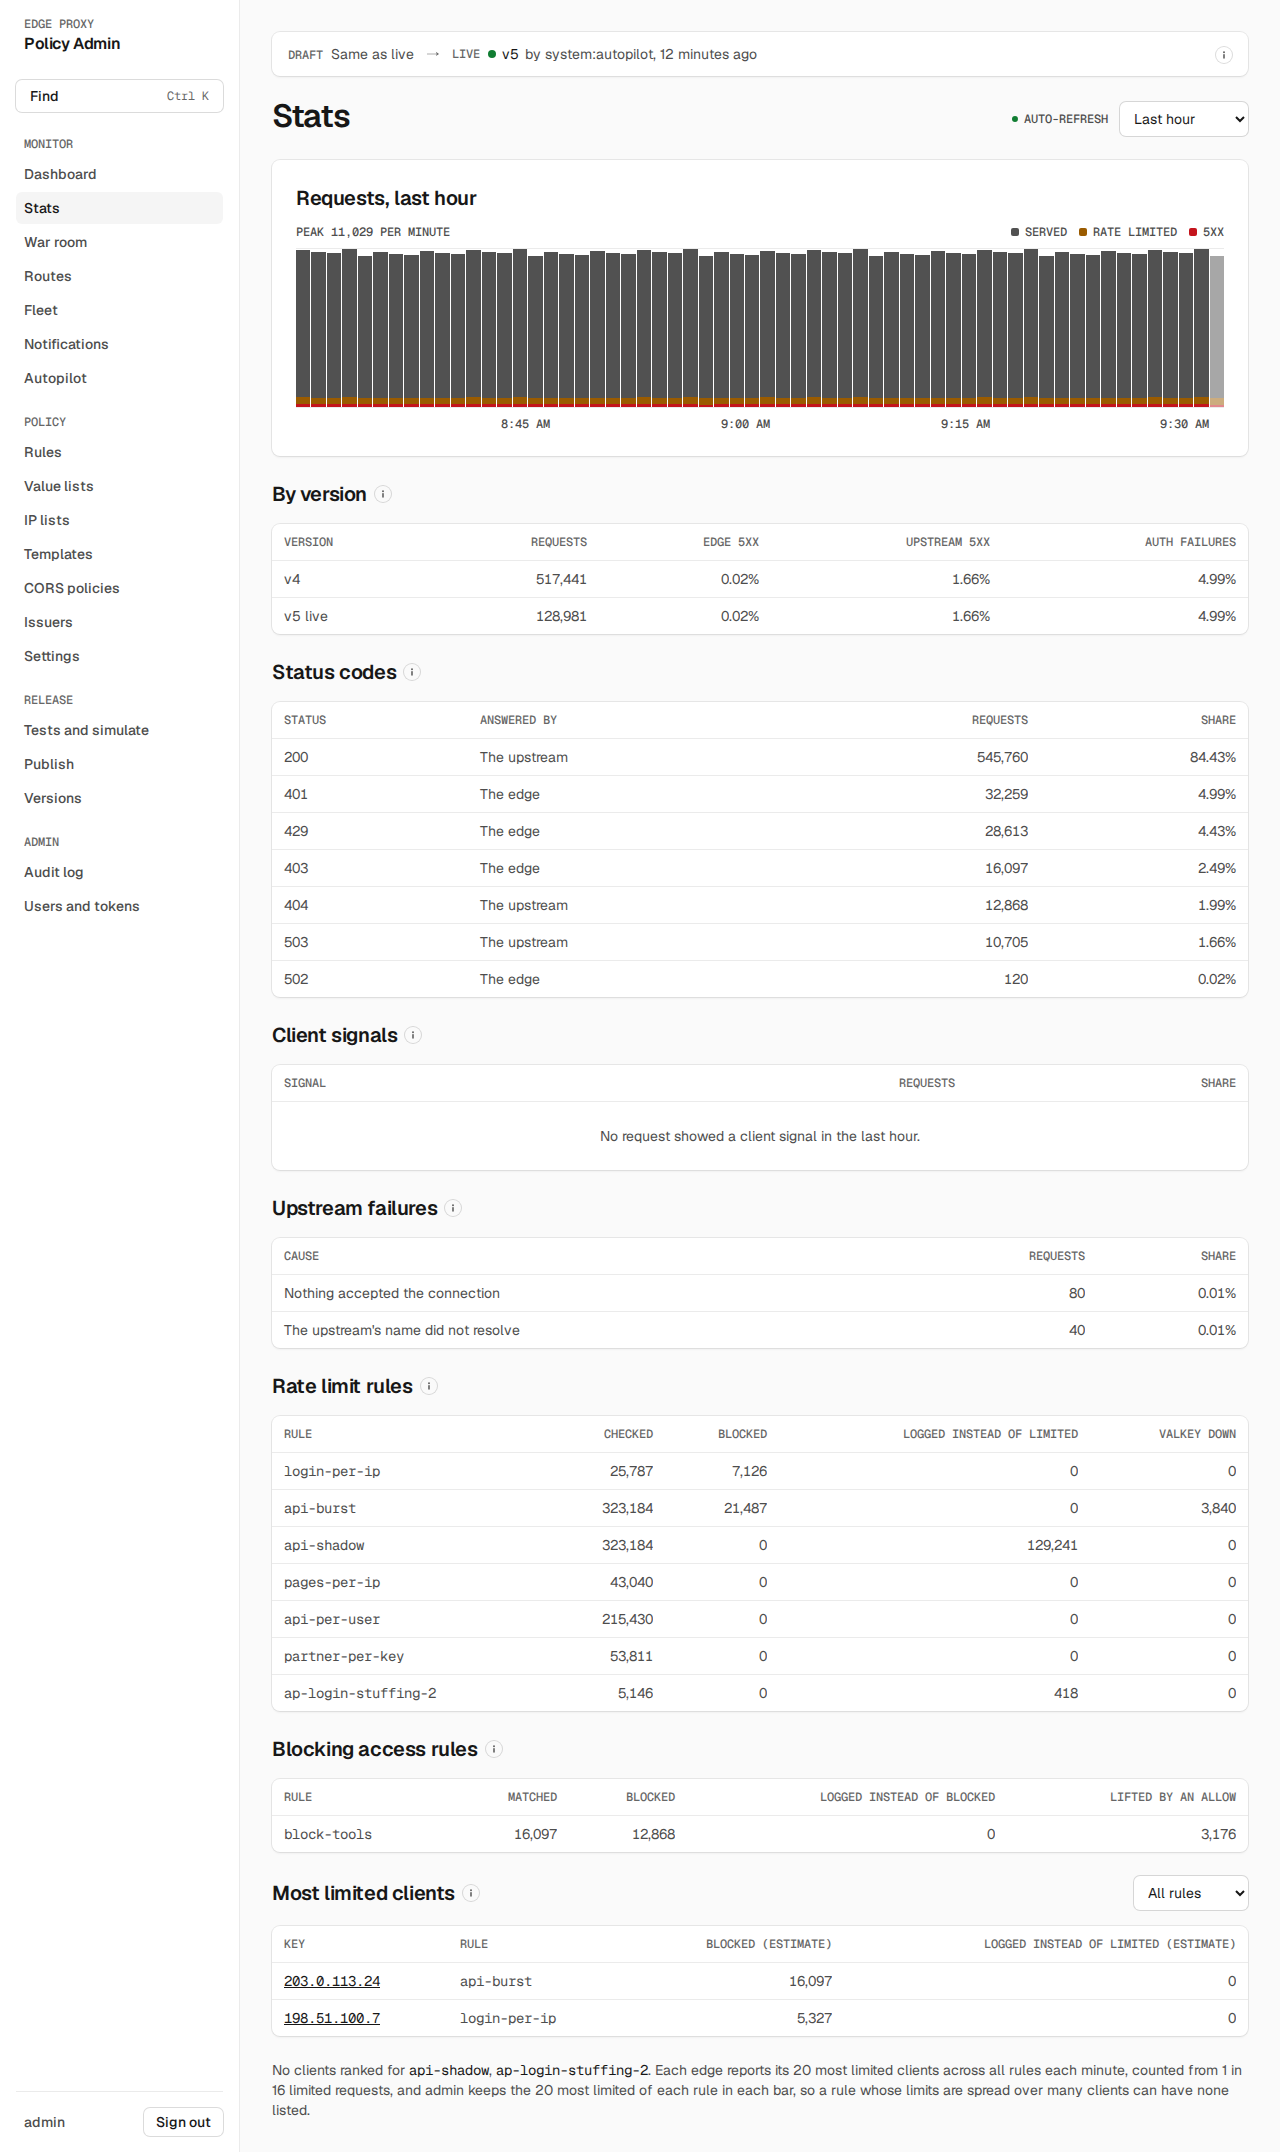 EDGE PROXY
Policy Admin
Find Ctrl K
MONITOR
Dashboard
Stats
War room
Routes
Fleet
Notifications
Autopilot
POLICY
Rules
Value lists
IP lists
Templates
CORS policies
Issuers
Settings
RELEASE
Tests and simulate
Publish
Versions
ADMIN
Audit log
Users and tokens
admin Sign out
DRAFT Same as live → LIVE v5 by system:autopilot, 12 minutes ago
Stats
AUTO-REFRESH Last hour
Requests, last hour
PEAK 11,029 PER MINUTE SERVED RATE LIMITED 5XX
8:45 AM 9:00 AM 9:15 AM 9:30 AM
By version
VERSION REQUESTS EDGE 5XX UPSTREAM 5XX AUTH FAILURES
v4 517,441 0.02% 1.66% 4.99%
v5 live 128,981 0.02% 1.66% 4.99%
Status codes
STATUS ANSWERED BY REQUESTS SHARE
200 The upstream 545,760 84.43%
401 The edge 32,259 4.99%
429 The edge 28,613 4.43%
403 The edge 16,097 2.49%
404 The upstream 12,868 1.99%
503 The upstream 10,705 1.66%
502 The edge 120 0.02%
Client signals
SIGNAL REQUESTS SHARE
No request showed a client signal in the last hour.
Upstream failures
CAUSE REQUESTS SHARE
Nothing accepted the connection 80 0.01%
The upstream's name did not resolve 40 0.01%
Rate limit rules
RULE CHECKED BLOCKED LOGGED INSTEAD OF LIMITED VALKEY DOWN
login-per-ip 25,787 7,126 0 0
api-burst 323,184 21,487 0 3,840
api-shadow 323,184 0 129,241 0
pages-per-ip 43,040 0 0 0
api-per-user 215,430 0 0 0
partner-per-key 53,811 0 0 0
ap-login-stuffing-2 5,146 0 418 0
Blocking access rules
RULE MATCHED BLOCKED LOGGED INSTEAD OF BLOCKED LIFTED BY AN ALLOW
block-tools 16,097 12,868 0 3,176
Most limited clients All rules
KEY RULE BLOCKED (ESTIMATE) LOGGED INSTEAD OF LIMITED (ESTIMATE)
203.0.113.24 api-burst 16,097 0
198.51.100.7 login-per-ip 5,327 0
No clients ranked for api-shadow, ap-login-stuffing-2. Each edge reports its 20 most limited clients across all rules each minute, counted from 1 in
16 limited requests, and admin keeps the 20 most limited of each rule in each bar, so a rule whose limits are spread over many clients can have none
listed.